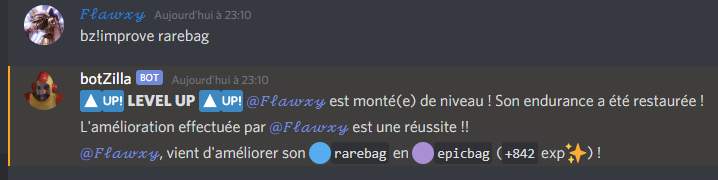 𝓕𝓵𝓪𝔀𝔁𝔂 Aujourd'hui à 23:10
bz!improve rarebag
botZilla BOT Aujourd'hui à 23:10
UP! LEVEL UP UP! @𝓕𝓵𝓪𝔀𝔁𝔂 est monté(e) de niveau ! Son endurance a été restaurée !
L'amélioration effectuée par @𝓕𝓵𝓪𝔀𝔁𝔂 est une réussite !!
@𝓕𝓵𝓪𝔀𝔁𝔂, vient d'améliorer son rarebag en epicbag (+842 exp✨) !